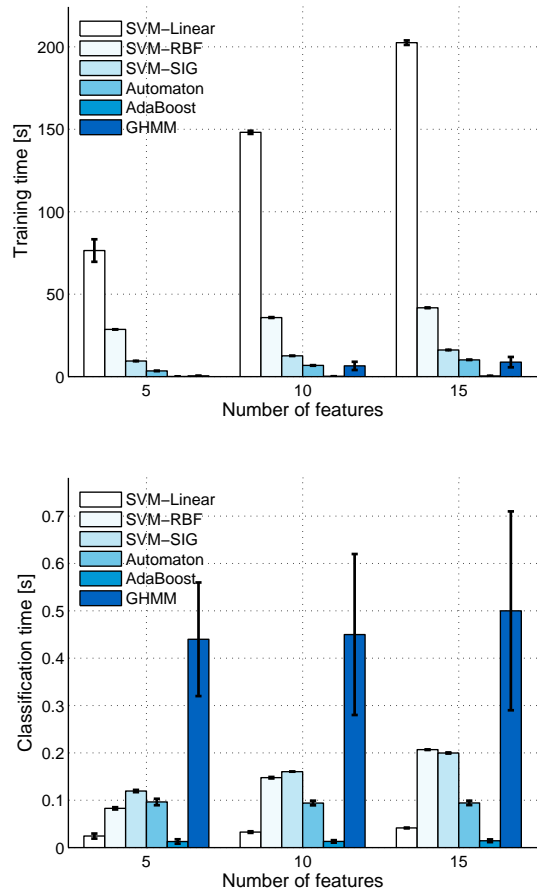 SVM−Linear
SVM−RBF
SVM−SIG
Automaton
AdaBoost
GHMM
200
150
100
50
0
Training time [s]
5 10 15
Number of features
SVM−Linear
SVM−RBF
SVM−SIG
Automaton
AdaBoost
GHMM
0.7
0.6
0.5
0.4
0.3
0.2
0.1
0
Classification time [s]
5 10 15
Number of features